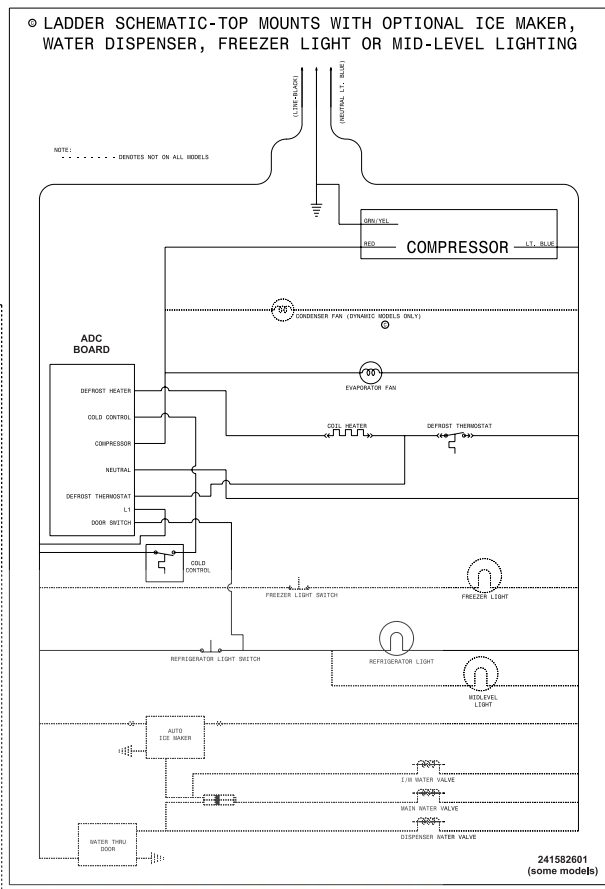 © LADDER SCHEMATIC-TOP MOUNTS WITH OPTIONAL ICE MAKER,
WATER DISPENSER, FREEZER LIGHT OR MID-LEVEL LIGHTING
(LINE-BLACK)
(NEUTRAL LT. BLUE)
NOTE:
- - - - - - - - DENOTES NOT ON ALL MODELS
GRN/YEL
RED
COMPRESSOR
LT. BLUE
CONDENSER FAN (DYNAMIC MODELS ONLY)
©
ADC
BOARD
EVAPORATOR FAN
DEFROST HEATER
COLD CONTROL
COIL HEATER
DEFROST THERMOSTAT
COMPRESSOR
NEUTRAL
DEFROST THERMOSTAT
L1
DOOR SWITCH
COLD
CONTROL
FREEZER LIGHT SWITCH
FREEZER LIGHT
REFRIGERATOR LIGHT SWITCH
REFRIGERATOR LIGHT
MIDLEVEL
LIGHT
AUTO
ICE MAKER
I/M WATER VALVE
MAIN WATER VALVE
DISPENSER WATER VALVE
WATER THRU
DOOR
241582601
(some models)